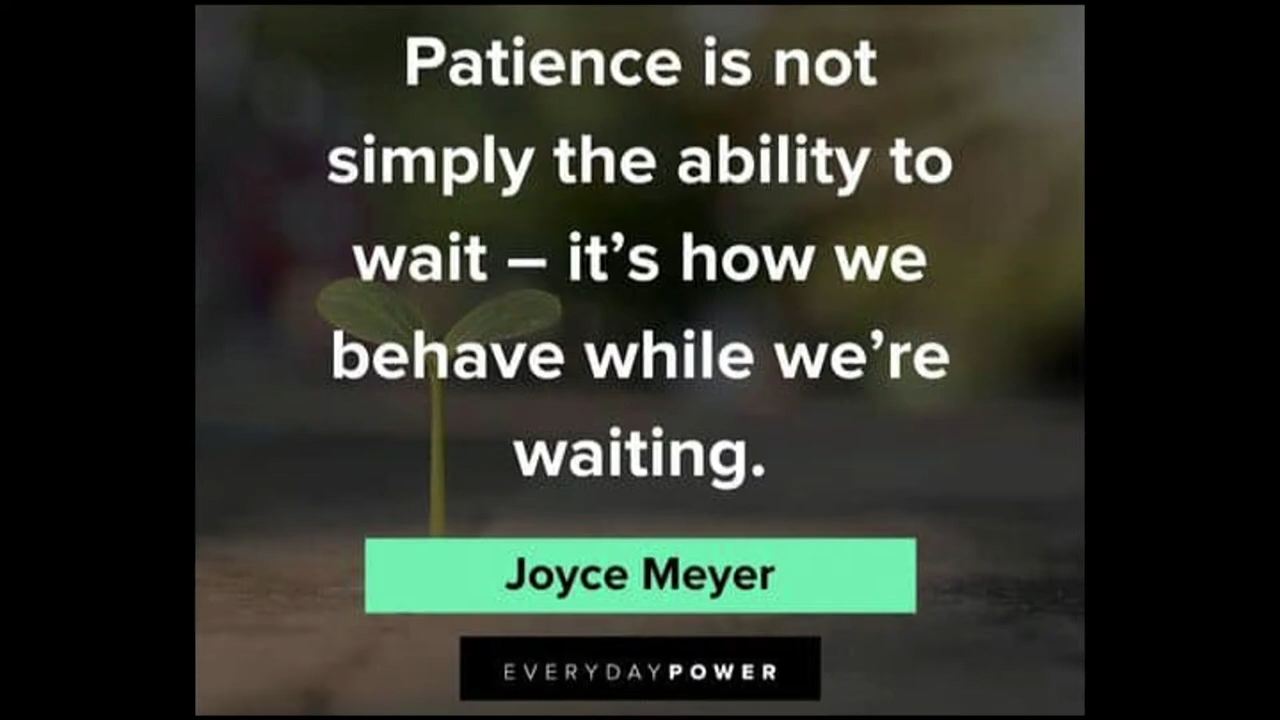 Patience is not
simply the ability to
wait – it’s how we
behave while we’re
waiting.
Joyce Meyer
EVERYDAYPOWER